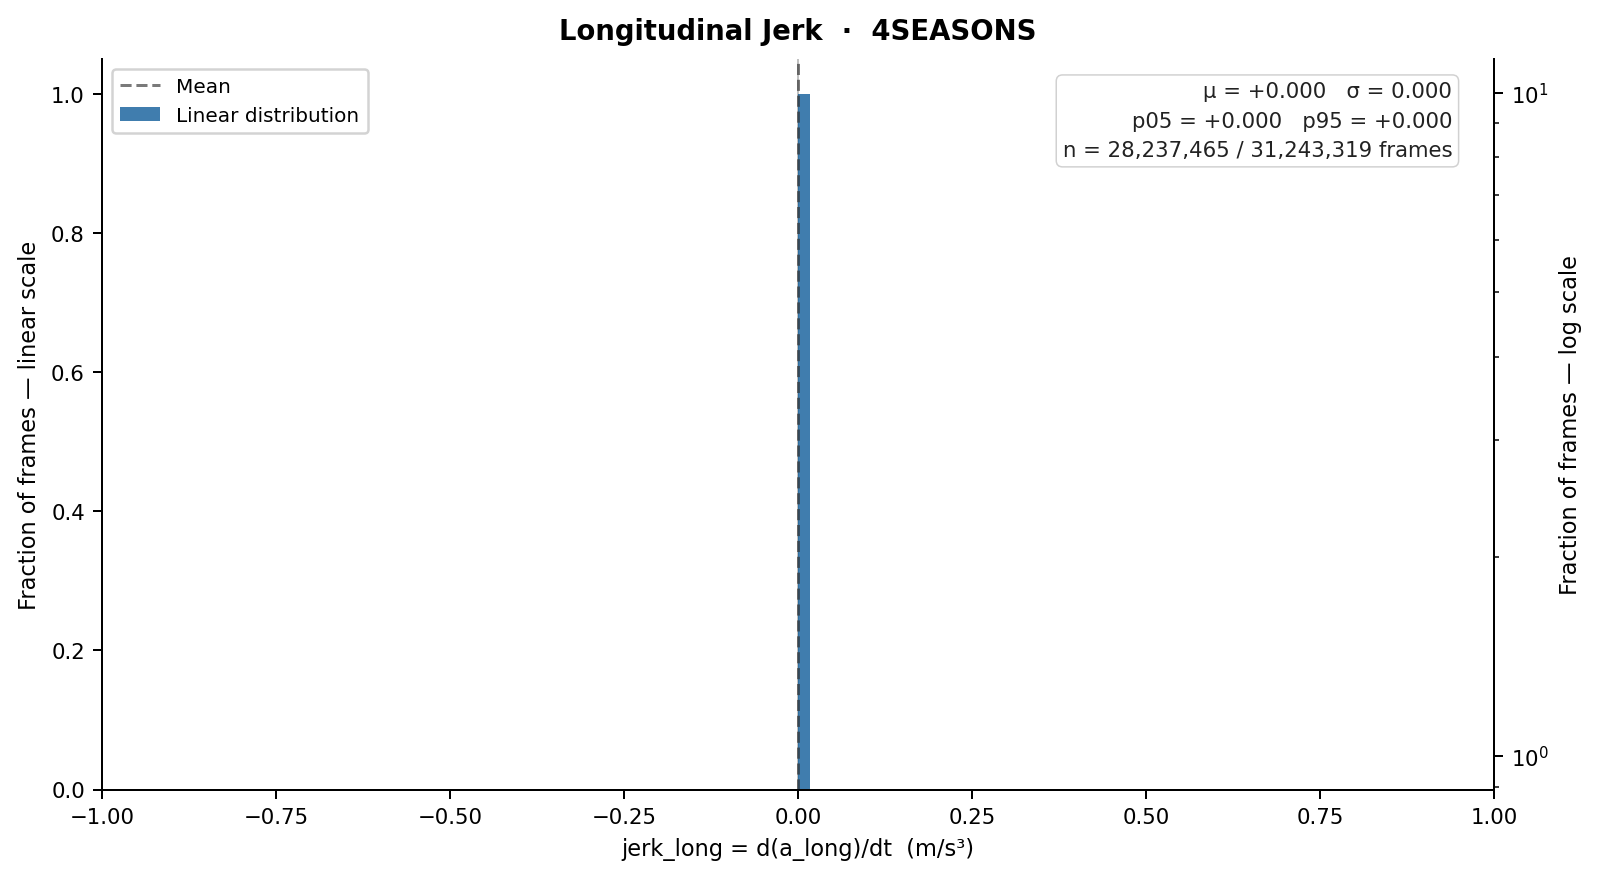 Longitudinal Jerk · 4SEASONS
Mean
Linear distribution
μ = +0.000 σ = 0.000
p05 = +0.000 p95 = +0.000
n = 28,237,465 / 31,243,319 frames
Fraction of frames — linear scale
1.0
0.8
0.6
0.4
0.2
0.0
10¹
10⁰
Fraction of frames — log scale
−1.00 −0.75 −0.50 −0.25 0.00 0.25 0.50 0.75 1.00
jerk_long = d(a_long)/dt (m/s³)